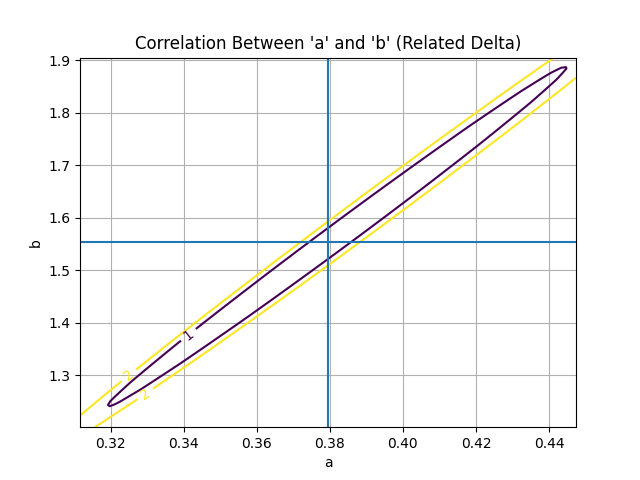 Correlation Between 'a' and 'b' (Related Delta)
1.9
1.8
1.7
1.6
1.5
1.4
1.3
b
1
2
2
0.32 0.34 0.36 0.38 0.40 0.42 0.44
a